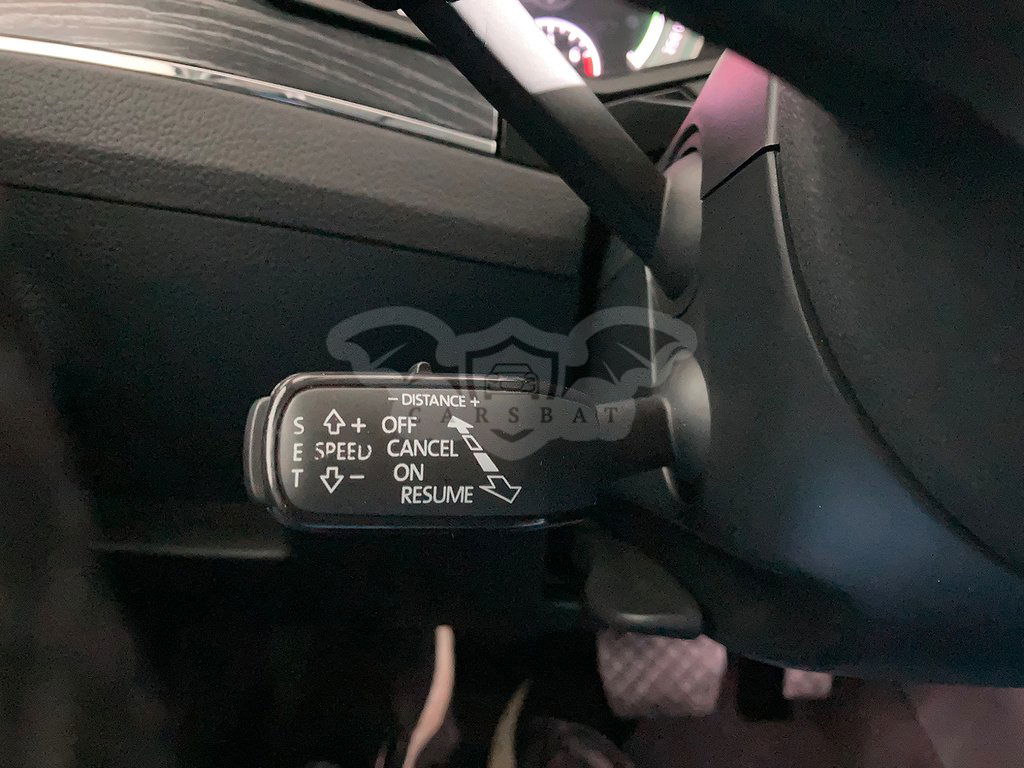 - DISTANCE +
S + OFF
E SPEED CANCEL
T - ON
RESUME
CARSBAT